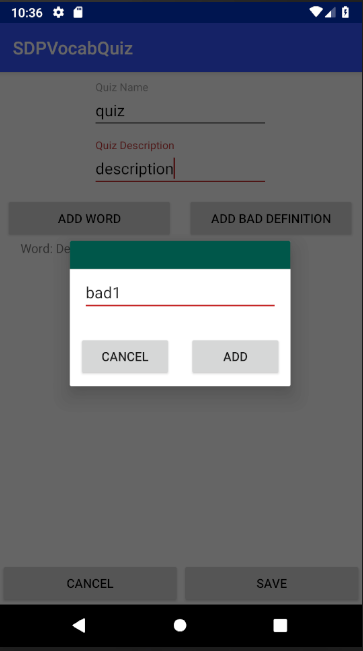 10:36
SDPVocabQuiz
Quiz Name
quiz
Quiz Description
description
ADD WORD ADD BAD DEFINITION
Word: De
bad1
CANCEL ADD
CANCEL SAVE